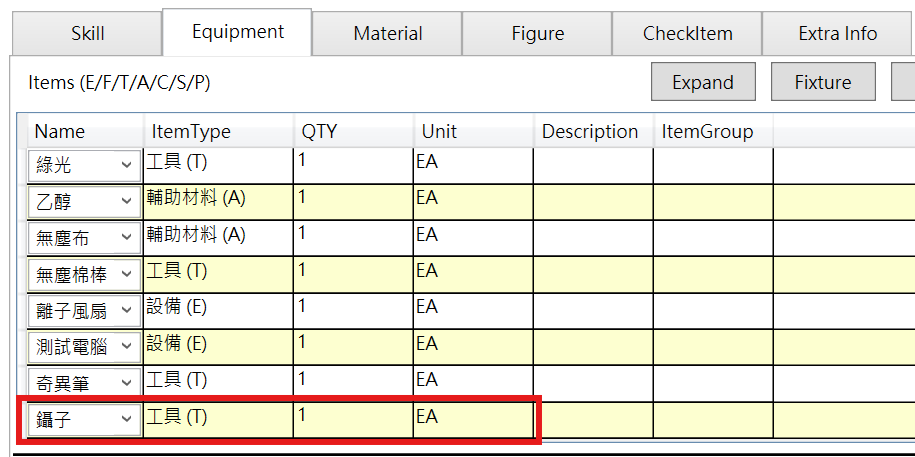 Skill Equipment Material Figure CheckItem Extra Info
Items (E/F/T/A/C/S/P) Expand Fixture
Name ItemType QTY Unit Description ItemGroup
綠光 工具 (T) 1 EA
乙醇 輔助材料 (A) 1 EA
無塵布 輔助材料 (A) 1 EA
無塵棉棒 工具 (T) 1 EA
離子風扇 設備 (E) 1 EA
測試電腦 設備 (E) 1 EA
奇異筆 工具 (T) 1 EA
鑷子 工具 (T) 1 EA